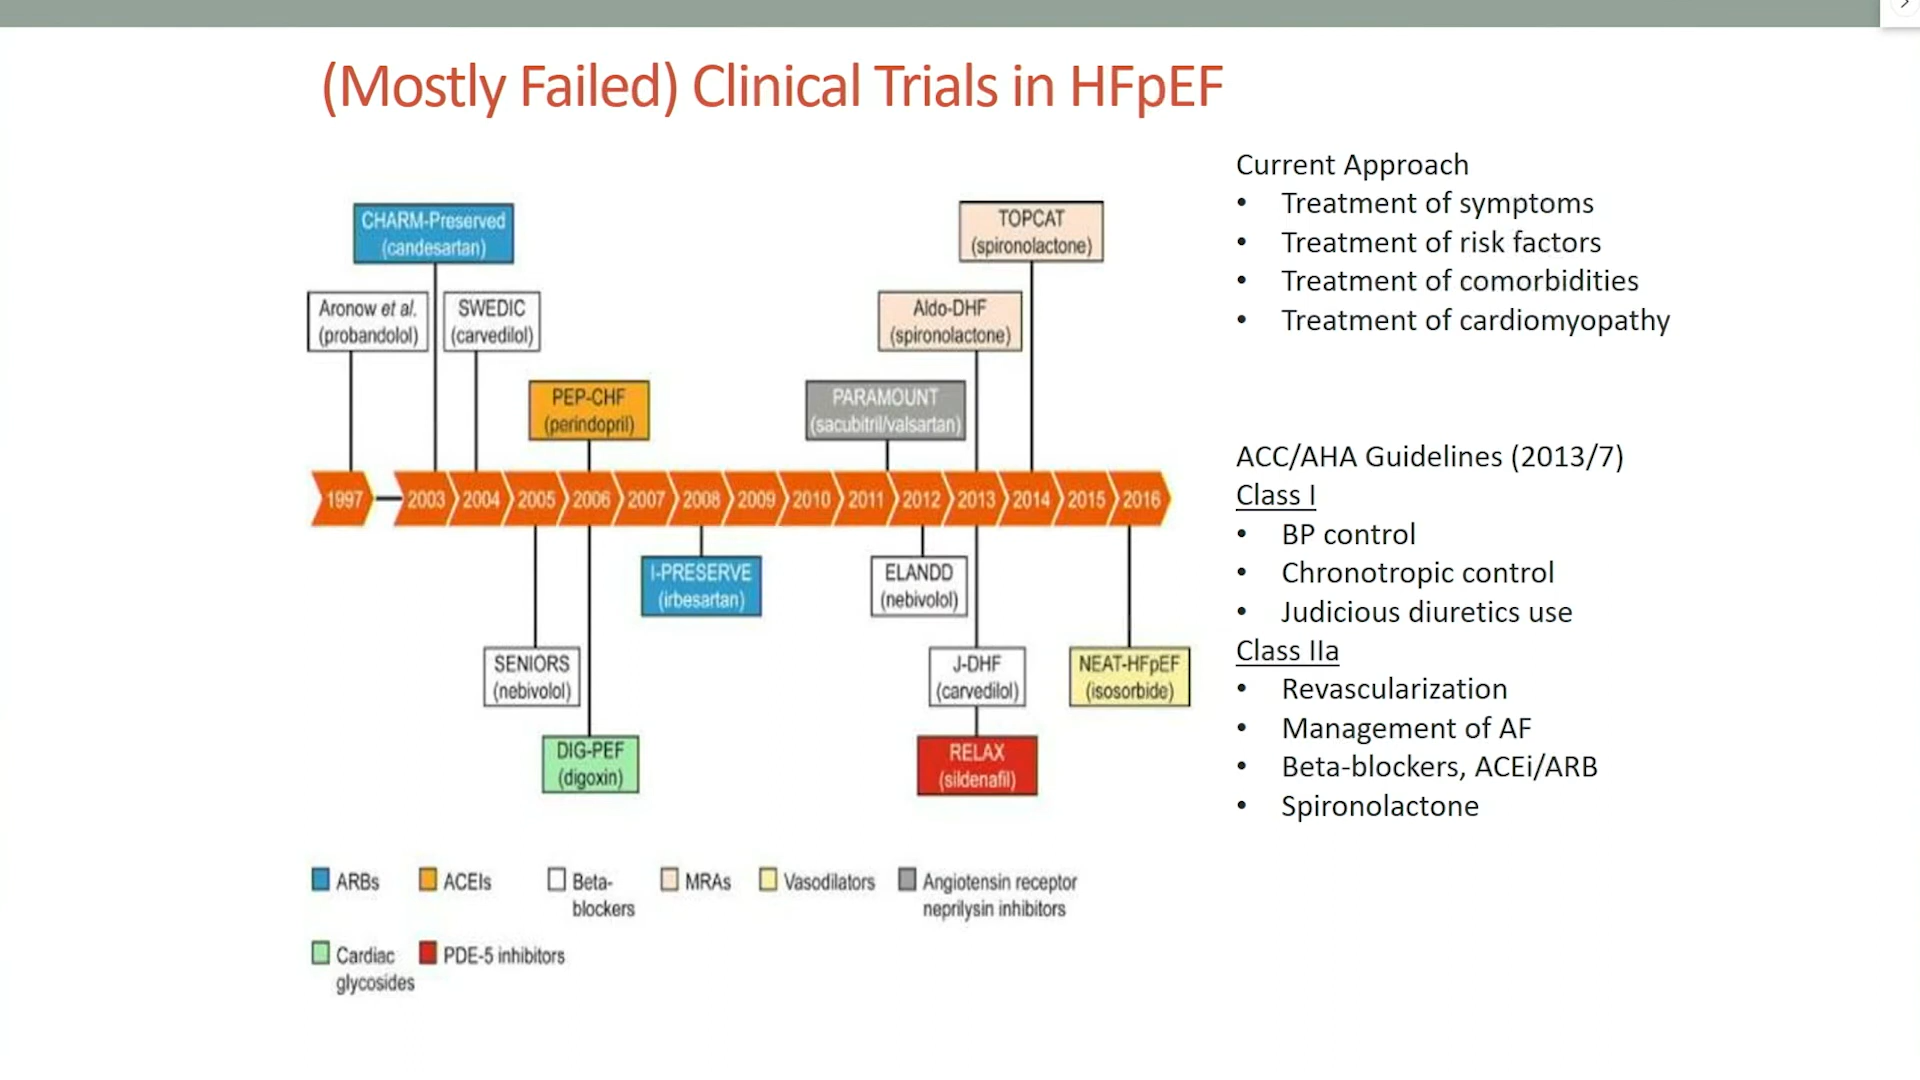 (Mostly Failed) Clinical Trials in HFpEF
CHARM-Preserved
(candesartan)
TOPCAT
(spironolactone)
Aronow et al.
(probandolol)
SWEDIC
(carvedilol)
Aldo-DHF
(spironolactone)
PEP-CHF
(perindopril)
PARAMOUNT
(sacubitril/valsartan)
1997 2003 2004 2005 2006 2007 2008 2009 2010 2011 2012 2013 2014 2015 2016
I-PRESERVE
(irbesartan)
ELANDD
(nebivolol)
SENIORS
(nebivolol)
J-DHF
(carvedilol)
NEAT-HFpEF
(isosorbide)
DIG-PEF
(digoxin)
RELAX
(sildenafil)
ARBs
ACEIs
Beta-
blockers
MRAs
Vasodilators
Angiotensin receptor
neprilysin inhibitors
Cardiac
glycosides
PDE-5 inhibitors
Current Approach
• Treatment of symptoms
• Treatment of risk factors
• Treatment of comorbidities
• Treatment of cardiomyopathy
ACC/AHA Guidelines (2013/7)
Class I
• BP control
• Chronotropic control
• Judicious diuretics use
Class IIa
• Revascularization
• Management of AF
• Beta-blockers, ACEi/ARB
• Spironolactone